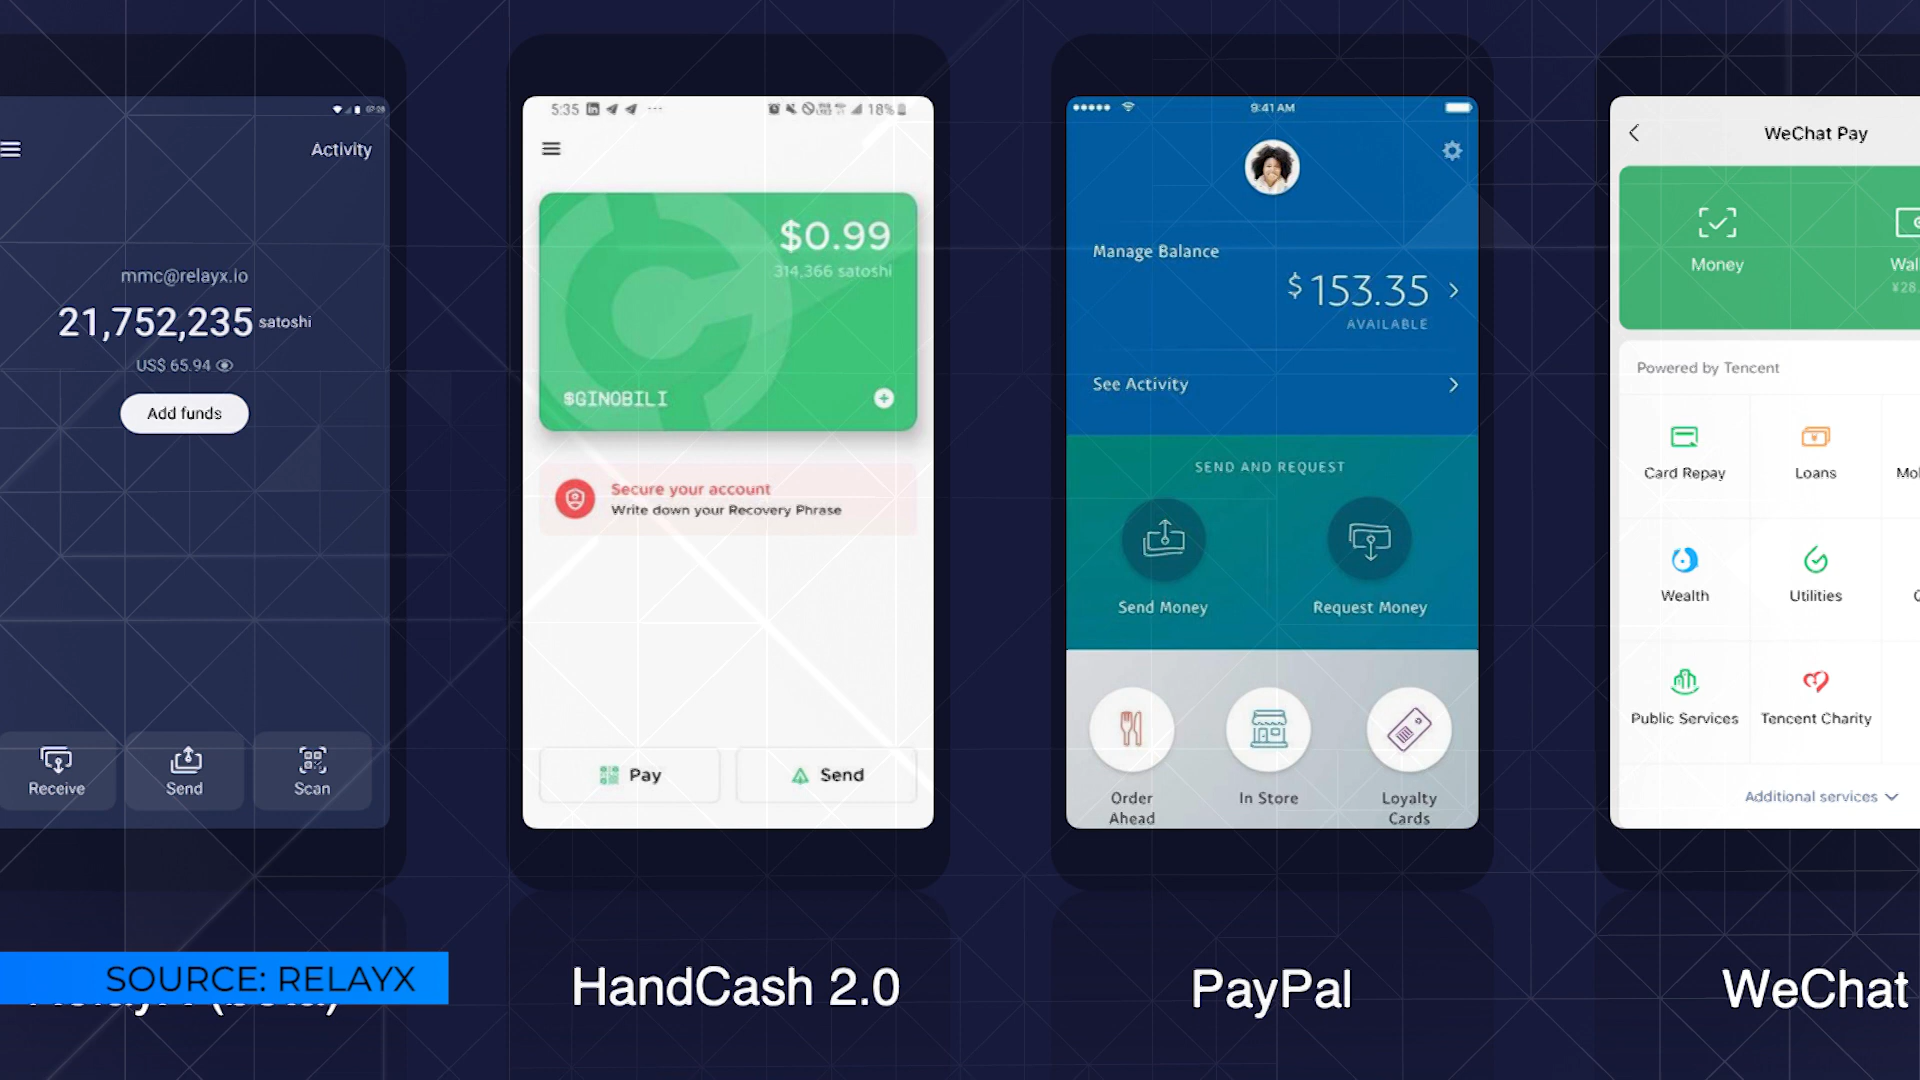 Activity
mmc@relayx.io
21,752,235 satoshi
US$ 65.94
Add funds
Receive
Send
Scan
SOURCE: RELAYX
5:35
18%
$0.99
314,366 satoshi
$GINOBILI
Secure your account
Write down your Recovery Phrase
Pay
Send
HandCash 2.0
9:41 AM
Manage Balance
$153.35
AVAILABLE
See Activity
SEND AND REQUEST
Send Money
Request Money
Order
Ahead
In Store
Loyalty
Cards
PayPal
WeChat Pay
Money
Powered by Tencent
Card Repay
Loans
Wealth
Utilities
Public Services
Tencent Charity
Additional services
WeChat